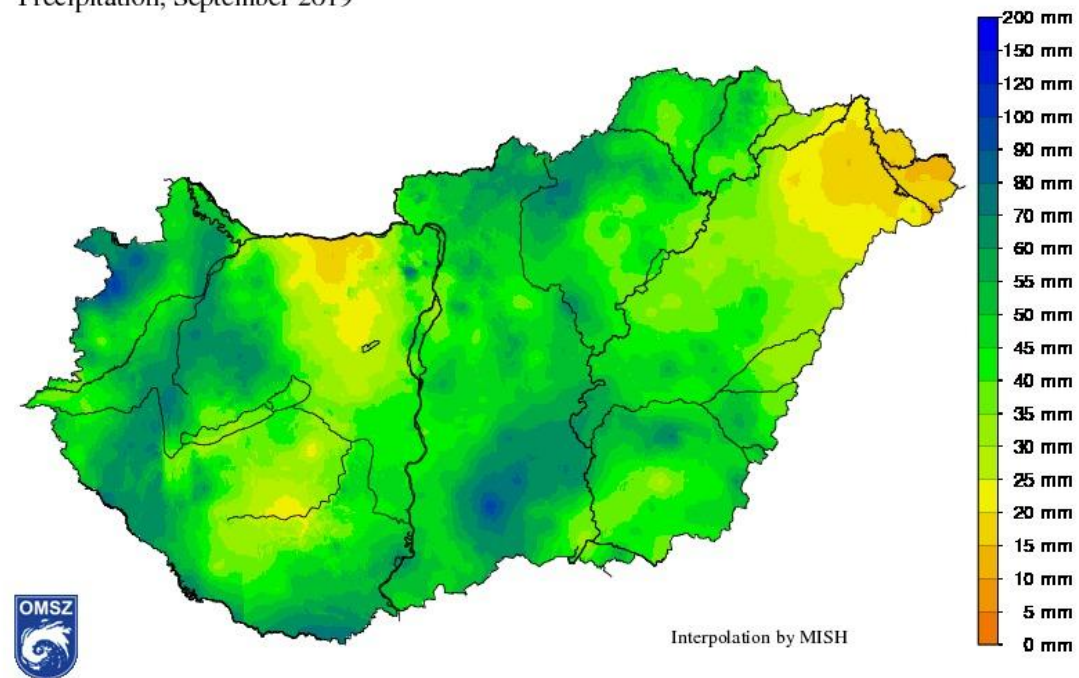 Precipitation, September 2019
200 mm
150 mm
120 mm
100 mm
90 mm
80 mm
70 mm
60 mm
55 mm
50 mm
45 mm
40 mm
35 mm
30 mm
25 mm
20 mm
15 mm
10 mm
5 mm
0 mm
OMSZ
Interpolation by MISH